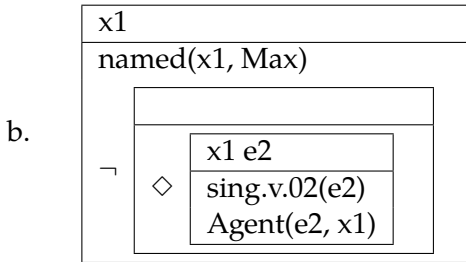 b.
x1
named(x1, Max)
¬
◇
x1 e2
sing.v.02(e2)
Agent(e2, x1)